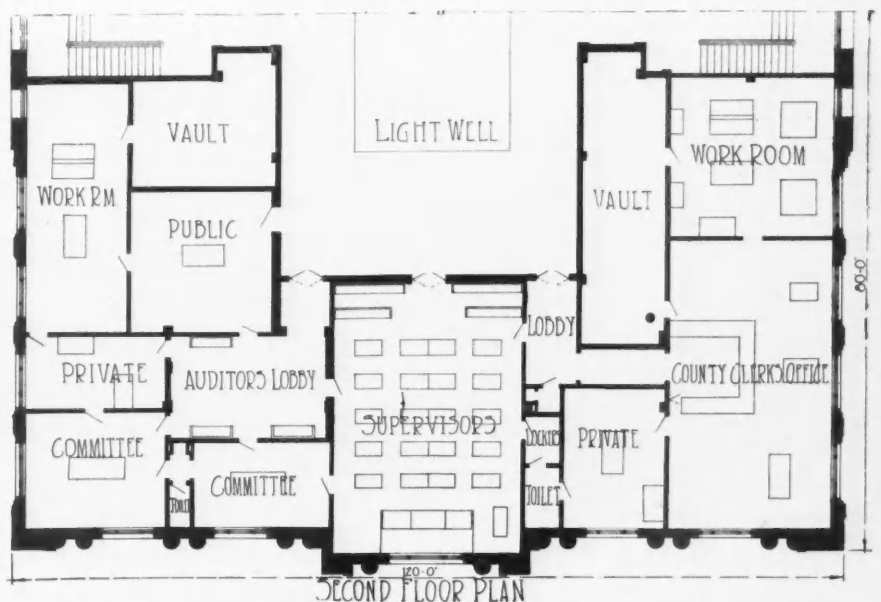 LIGHT WELL
VAULT
WORK RM.
PUBLIC
VAULT
WORK ROOM
80'-0"
LOBBY
PRIVATE
AUDITORS LOBBY
COUNTY CLERKS OFFICE
SUPERVISORS
COMMITTEE
COMMITTEE
LOCKERS
PRIVATE
TOILET
TOILET
120'-0"
SECOND FLOOR PLAN